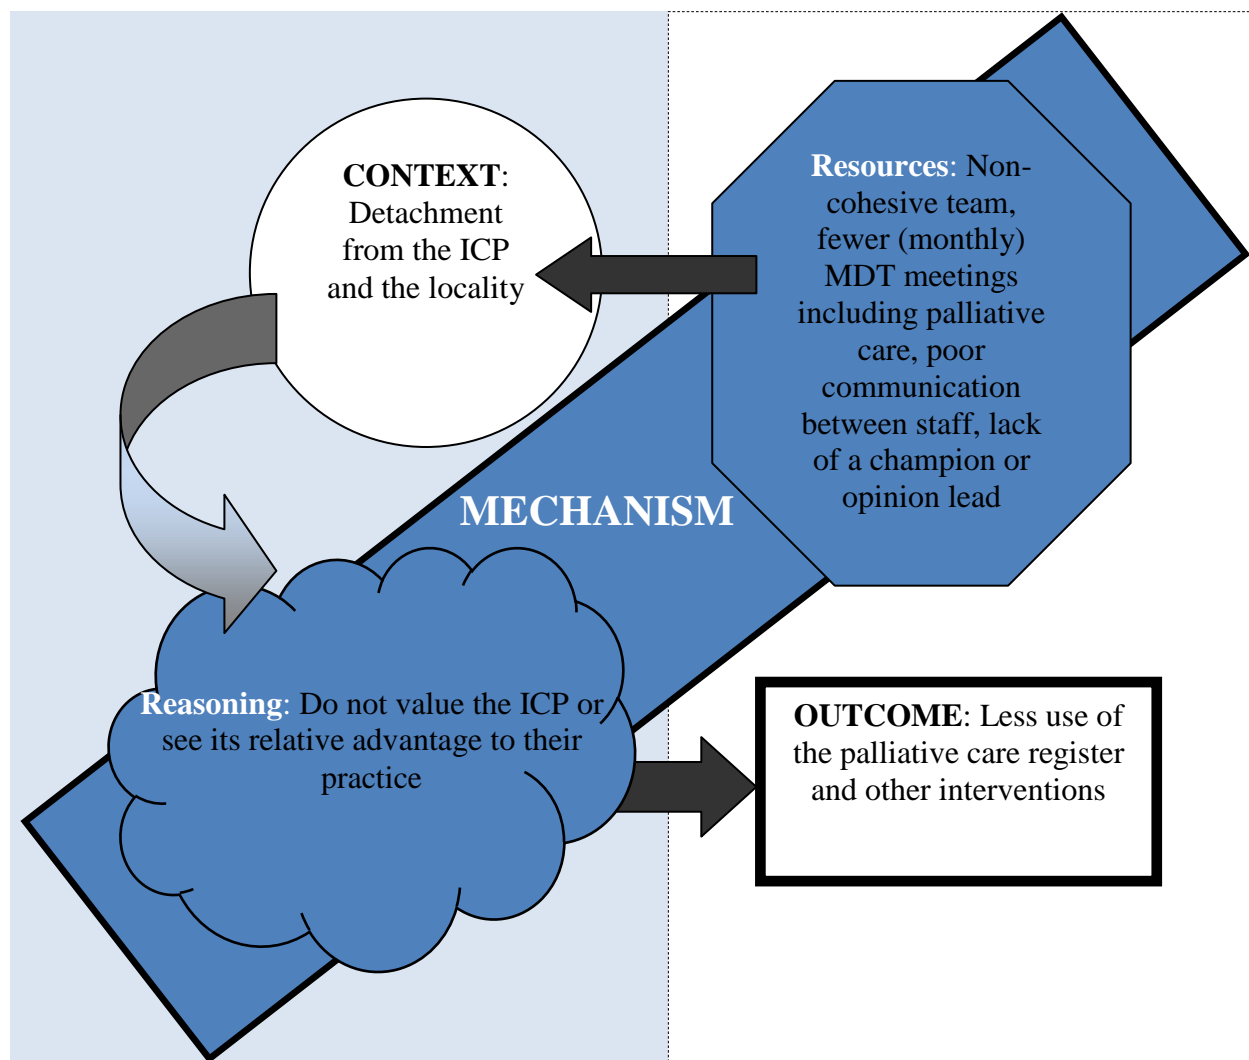 CONTEXT:
Detachment
from the ICP
and the locality
Resources: Non-
cohesive team,
fewer (monthly)
MDT meetings
including palliative
care, poor
communication
between staff, lack
of a champion or
opinion lead
MECHANISM
Reasoning: Do not value the ICP or
see its relative advantage to their
practice
OUTCOME: Less use of
the palliative care register
and other interventions